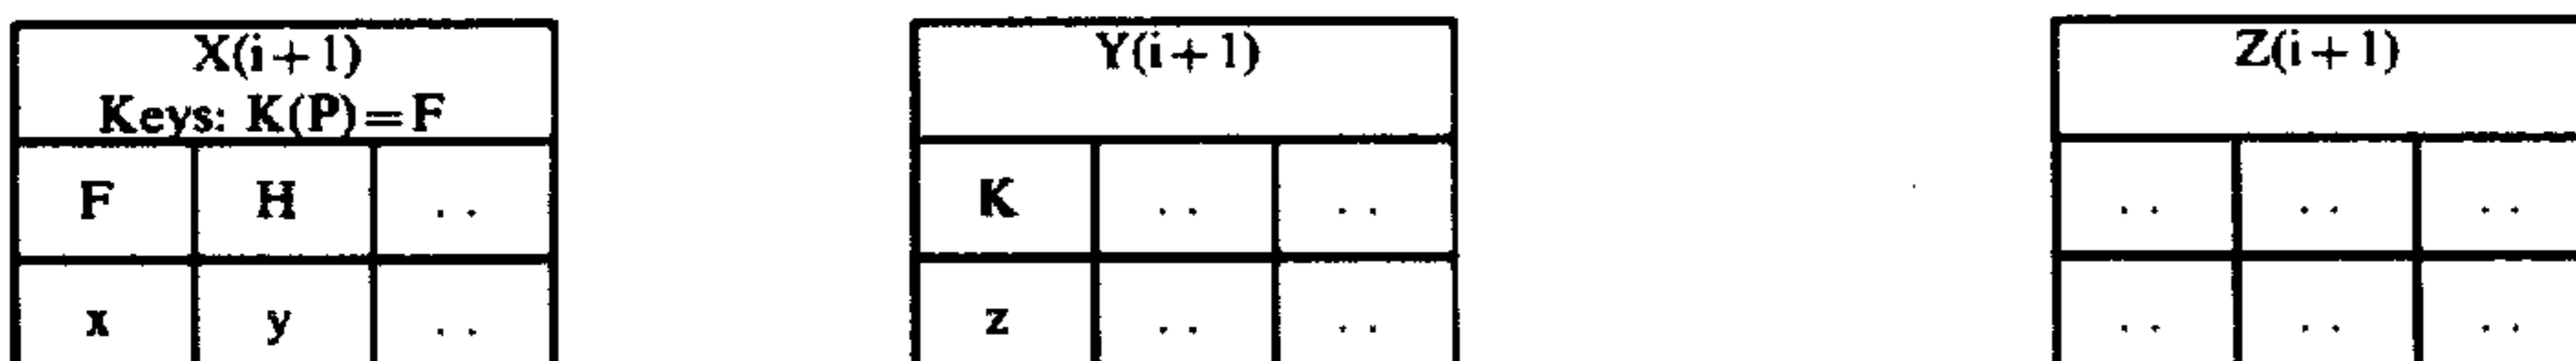 X(i + 1) Y(i + 1) Z(i + 1)
Keys: K(P) = F
F H . . K . . . . . . . . . .
x y . . z . . . . . . . . . .